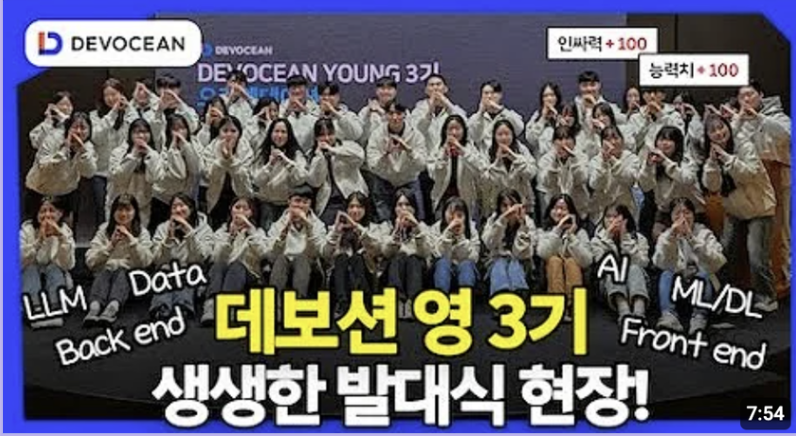 DEVOCEAN
DEVOCEAN
DEVOCEAN YOUNG 3기
인싸력+100
능력치+100
LLM
Data
Back end
AI
ML/DL
Front end
데보션 영 3기
생생한 발대식 현장!
7:54